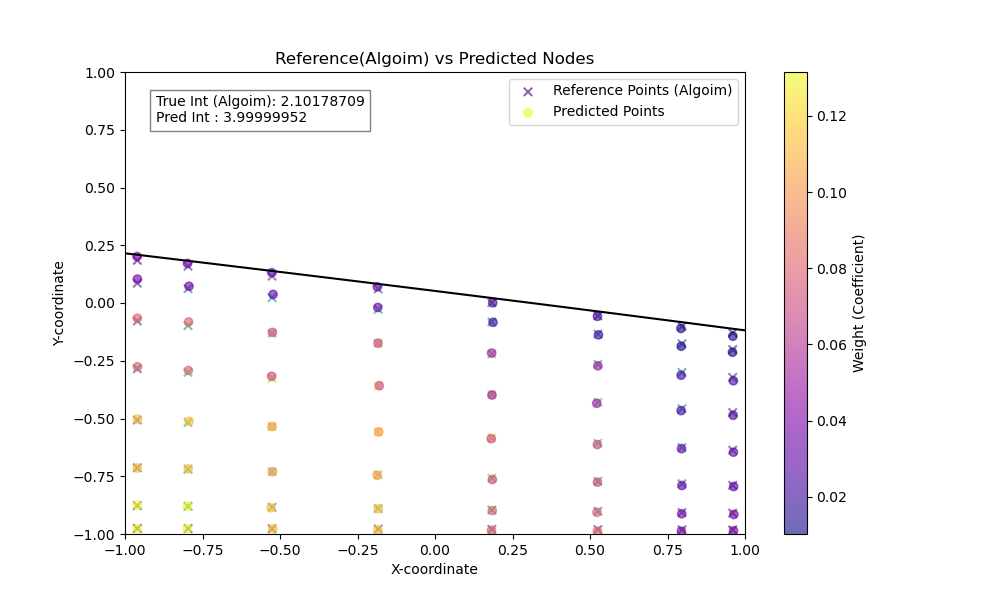 Reference(Algoim) vs Predicted Nodes
True Int (Algoim): 2.10178709
Pred Int : 3.99999952
Reference Points (Algoim)
Predicted Points
1.00
0.75
0.50
0.25
0.00
−0.25
−0.50
−0.75
−1.00
Y-coordinate
−1.00 −0.75 −0.50 −0.25 0.00 0.25 0.50 0.75 1.00
X-coordinate
0.12
0.10
0.08
0.06
0.04
0.02
Weight (Coefficient)